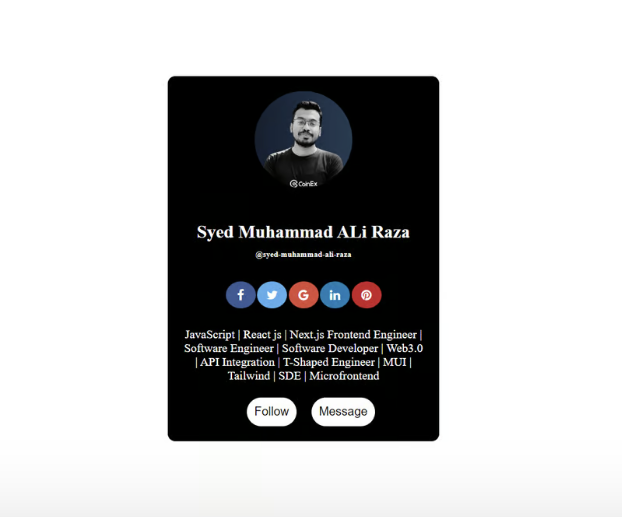 CoinEx
Syed Muhammad ALi Raza
@syed-muhammad-ali-raza
f G in
JavaScript | React js | Next.js Frontend Engineer |
Software Engineer | Software Developer | Web3.0
| API Integration | T-Shaped Engineer | MUI |
Tailwind | SDE | Microfrontend
Follow Message